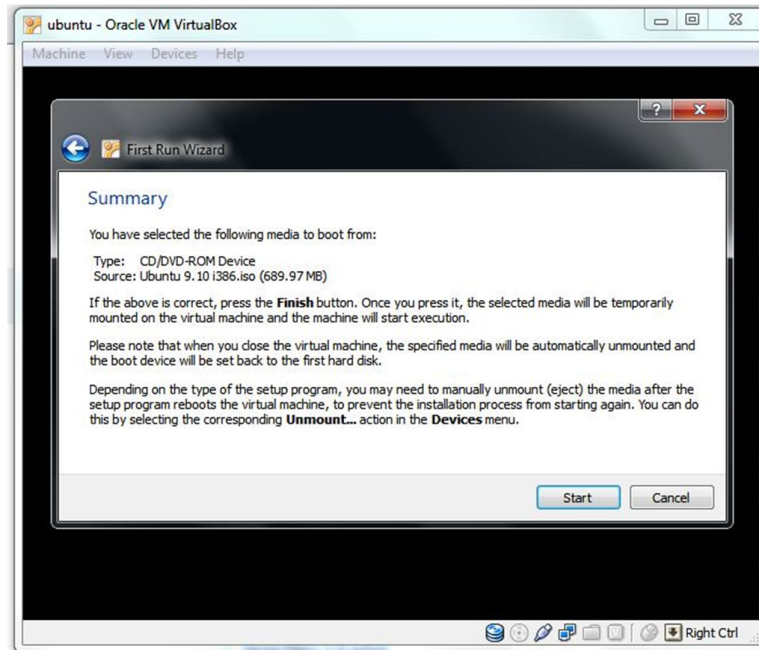 ubuntu - Oracle VM VirtualBox
Machine View Devices Help
First Run Wizard
Summary
You have selected the following media to boot from:
Type: CD/DVD-ROM Device
Source: Ubuntu 9.10 i386.iso (689.97 MB)
If the above is correct, press the Finish button. Once you press it, the selected media will be temporarily
mounted on the virtual machine and the machine will start execution.
Please note that when you close the virtual machine, the specified media will be automatically unmounted and
the boot device will be set back to the first hard disk.
Depending on the type of the setup program, you may need to manually unmount (eject) the media after the
setup program reboots the virtual machine, to prevent the installation process from starting again. You can do
this by selecting the corresponding Unmount... action in the Devices menu.
Start Cancel
Right Ctrl